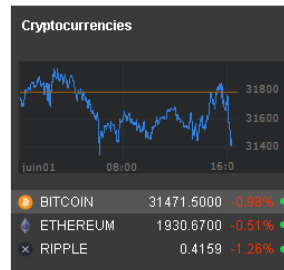 Cryptocurrencies
31800
31600
31400
juin01 08:00 16:0
BITCOIN 31471.5000 -0.98%
ETHEREUM 1930.6700 -0.51%
RIPPLE 0.4159 -1.26%